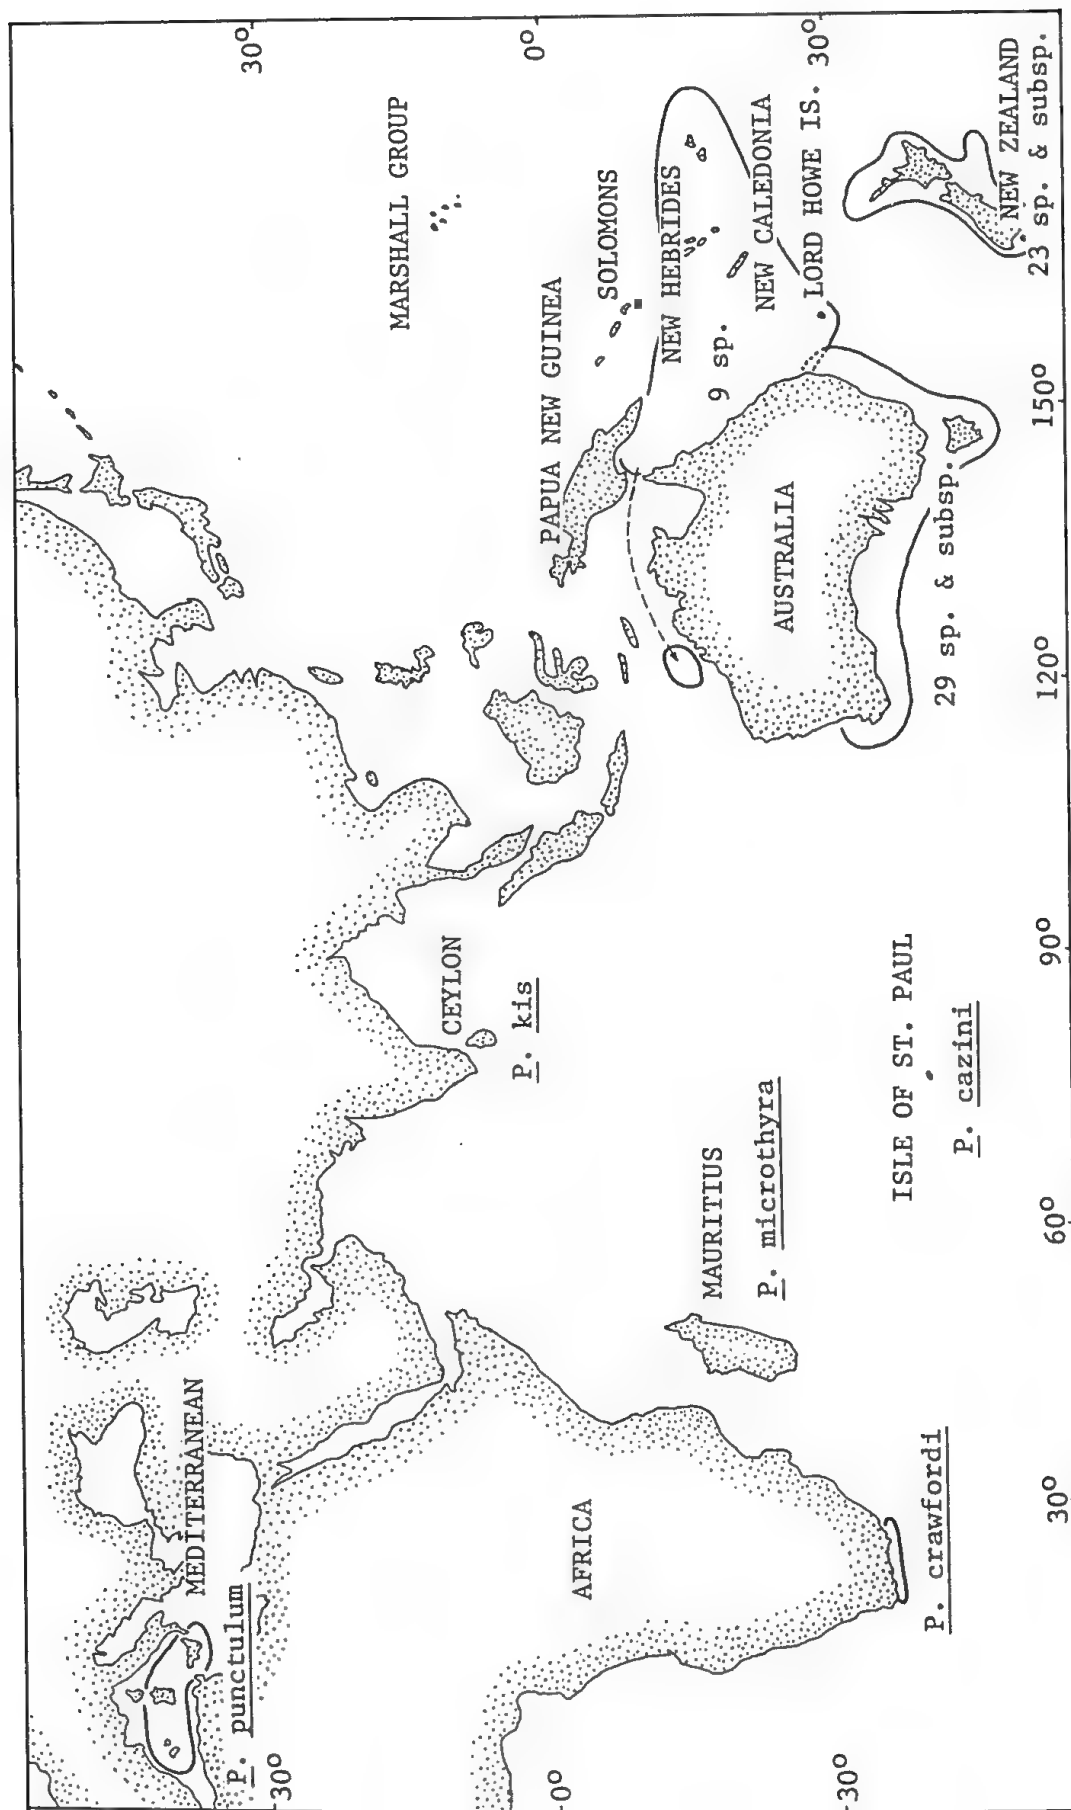 30°
0°
30°
MARSHALL GROUP
SOLOMONS
PAPUA NEW GUINEA
NEW HEBRIDES
9 sp.
NEW CALEDONIA
LORD HOWE IS.
NEW ZEALAND
23 sp. & subsp.
AUSTRALIA
29 sp. & subsp.
CEYLON
P. kis
MEDITERRANEAN
P. punctulum
AFRICA
MAURITIUS
P. microthyra
ISLE OF ST. PAUL
P. cazini
P. crawfordi
30°
0°
30°
30°
60°
90°
120°
150°